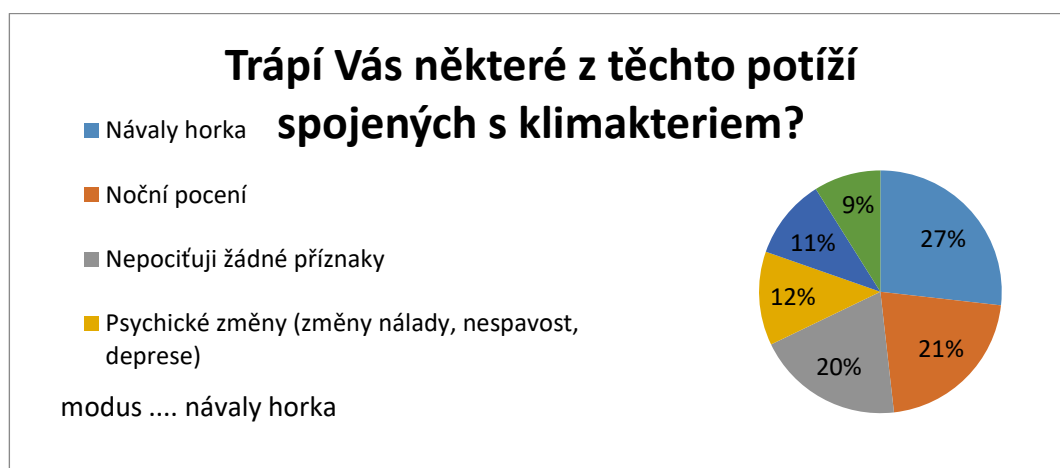 Trápí Vás některé z těchto potíží
spojených s klimakteriem?
Návaly horka
Noční pocení
Nepociťuji žádné příznaky
Psychické změny (změny nálady, nespavost,
deprese)
modus .... návaly horka
27%
21%
20%
12%
11%
9%